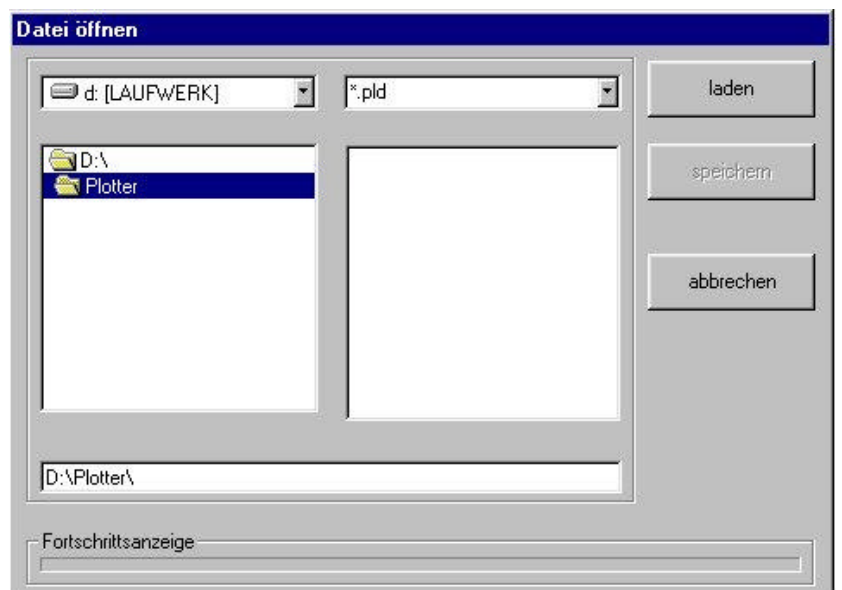 Datei öffnen
d: [LAUFWERK]
*.pld
laden
D:\
Plotter
speichern
abbrechen
D:\Plotter\
Fortschrittsanzeige